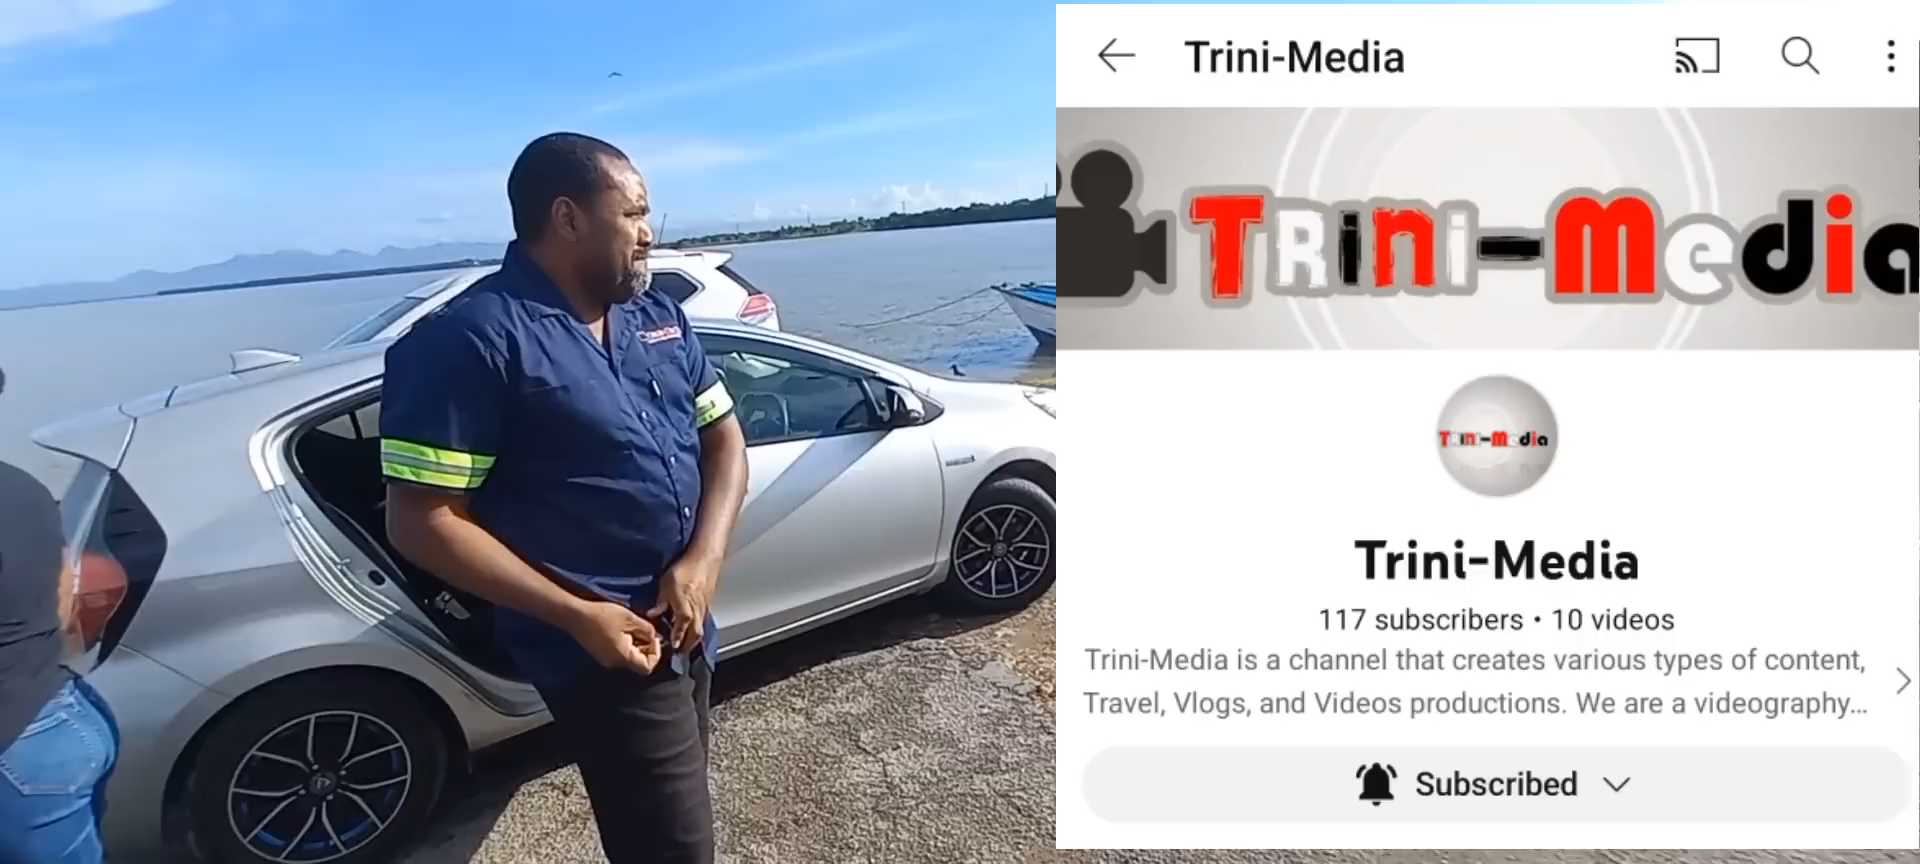 Trini-Media
Trini-Media
Trini-Media
Trini-Media
117 subscribers • 10 videos
Trini-Media is a channel that creates various types of content,
Travel, Vlogs, and Videos productions. We are a videography...
Subscribed